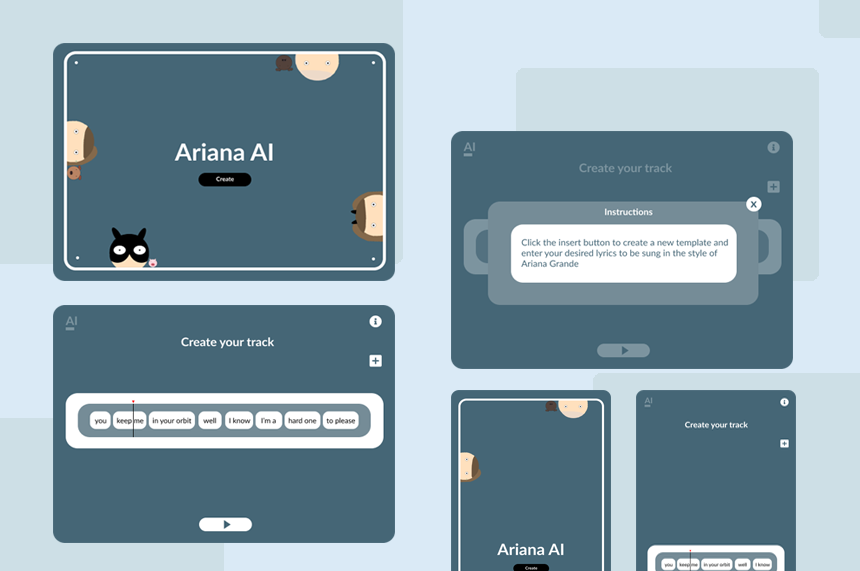 Ariana AI
Create
AI
Create your track
you keep me in your orbit well I know I'm a hard one to please
AI
Create your track
Instructions
X
Click the insert button to create a new template and
enter your desired lyrics to be sung in the style of
Ariana Grande
Ariana AI
Create
AI
Create your track
you keep me in your orbit well I know